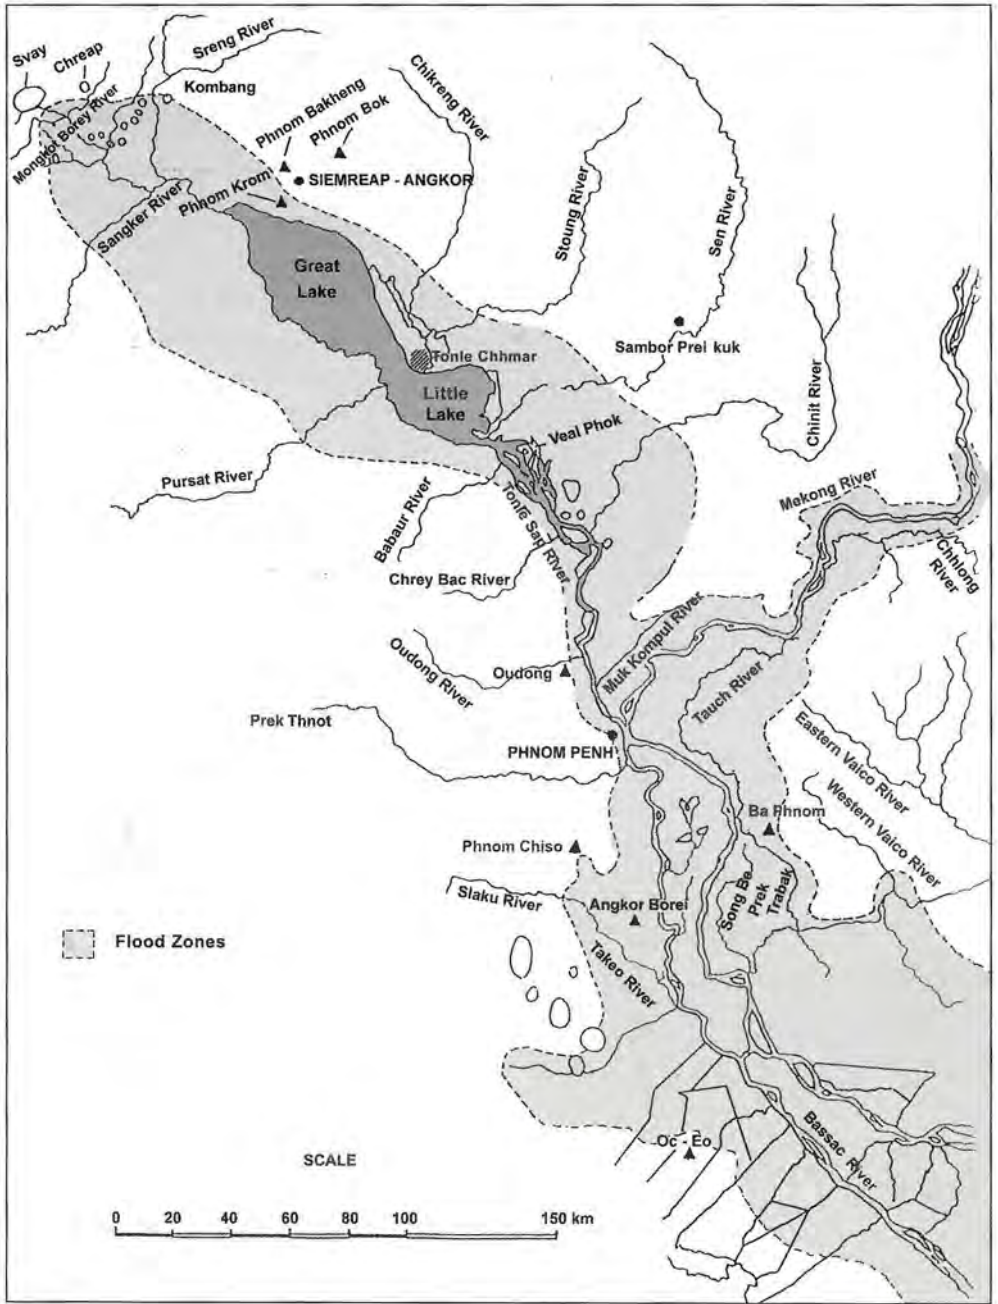 Svay
Chreap
Sreng River
Kombang
Mongkol Borey River
Chikreng River
Phnom Bakheng
Phnom Bok
SIEMREAP - ANGKOR
Phnom Krom
Sangker River
Stoung River
Sen River
Great
Lake
Sambor Prei kuk
Tonle Chhmar
Little
Lake
Chinit River
Veal Phok
Pursat River
Mekong River
Babaur River
Tonle Sap River
Chhlong
River
Chrey Bac River
Muk Kompul River
Oudong River
Oudong
Tauch River
Prek Thnot
PHNOM PENH
Eastern Vaico River
Western Vaico River
Ba Phnom
Phnom Chiso
Slaku River
Angkor Borei
Song Be
Prek
Trabak
Flood Zones
Takeo River
Oc - Eo
Bassac River
SCALE
0 20 40 60 80 100 150 km